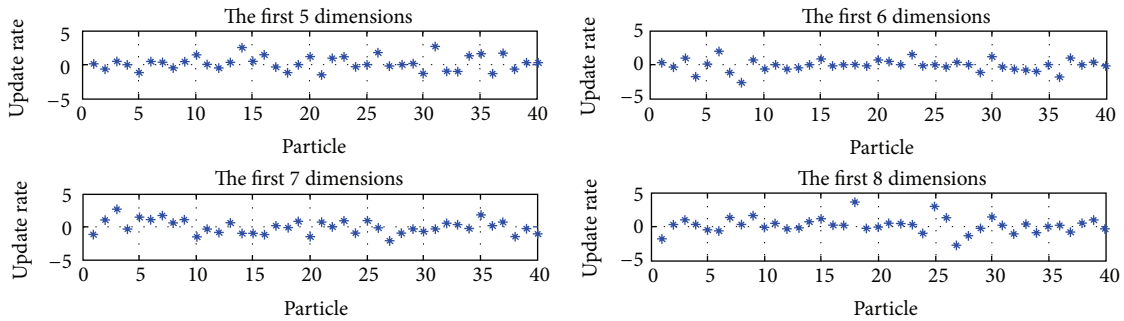 The first 5 dimensions
Update rate
5
0
−5
0 5 10 15 20 25 30 35 40
Particle
The first 6 dimensions
Update rate
5
0
−5
0 5 10 15 20 25 30 35 40
Particle
The first 7 dimensions
Update rate
5
0
−5
0 5 10 15 20 25 30 35 40
Particle
The first 8 dimensions
Update rate
5
0
−5
0 5 10 15 20 25 30 35 40
Particle